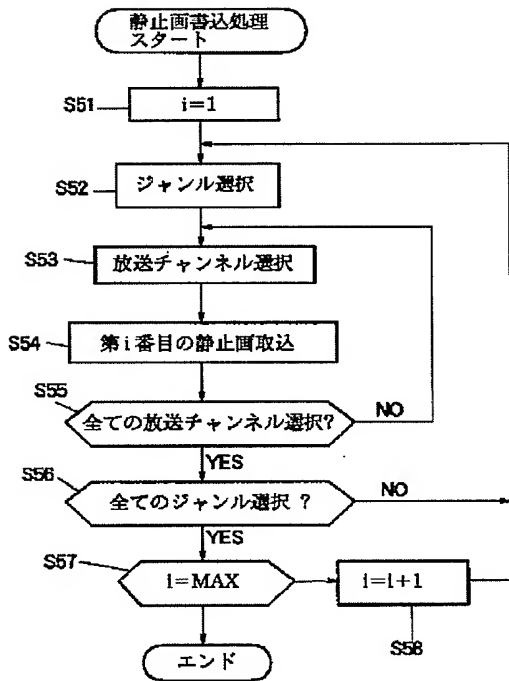 静止画書込処理
スタート
S51
i=1
S52
ジャンル選択
S53
放送チャンネル選択
S54
第i番目の静止画取込
S55
全ての放送チャンネル選択?
NO
YES
S56
全てのジャンル選択 ?
NO
YES
S57
i=MAX
i=i+1
S58
エンド